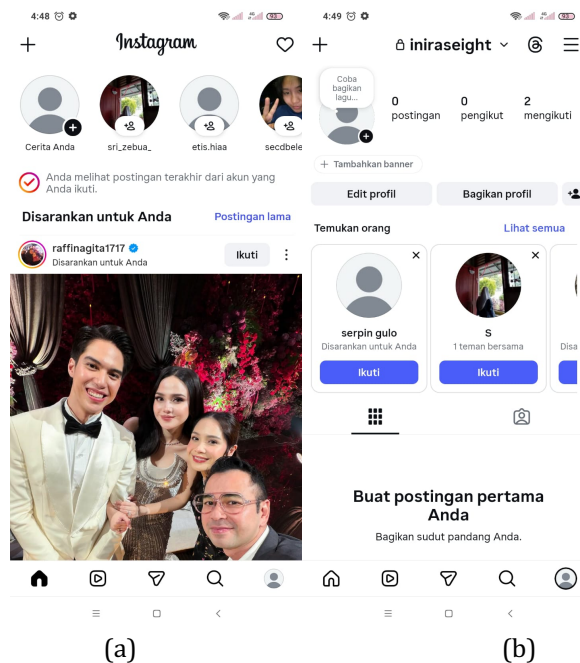 4:48
93
Instagram
Cerita Anda
sri_zebua_
etis.hiaa
secdbele
Anda melihat postingan terakhir dari akun yang
Anda ikuti.
Disarankan untuk Anda
Postingan lama
raffinagita1717
Disarankan untuk Anda
Ikuti
(a)
4:49
93
iniraseight
Coba
bagikan
lagu...
0
postingan
0
pengikut
2
mengikuti
+ Tambahkan banner
Edit profil
Bagikan profil
Temukan orang
Lihat semua
serpin gulo
Disarankan untuk Anda
Ikuti
S
1 teman bersama
Ikuti
Disa
Buat postingan pertama
Anda
Bagikan sudut pandang Anda.
(b)